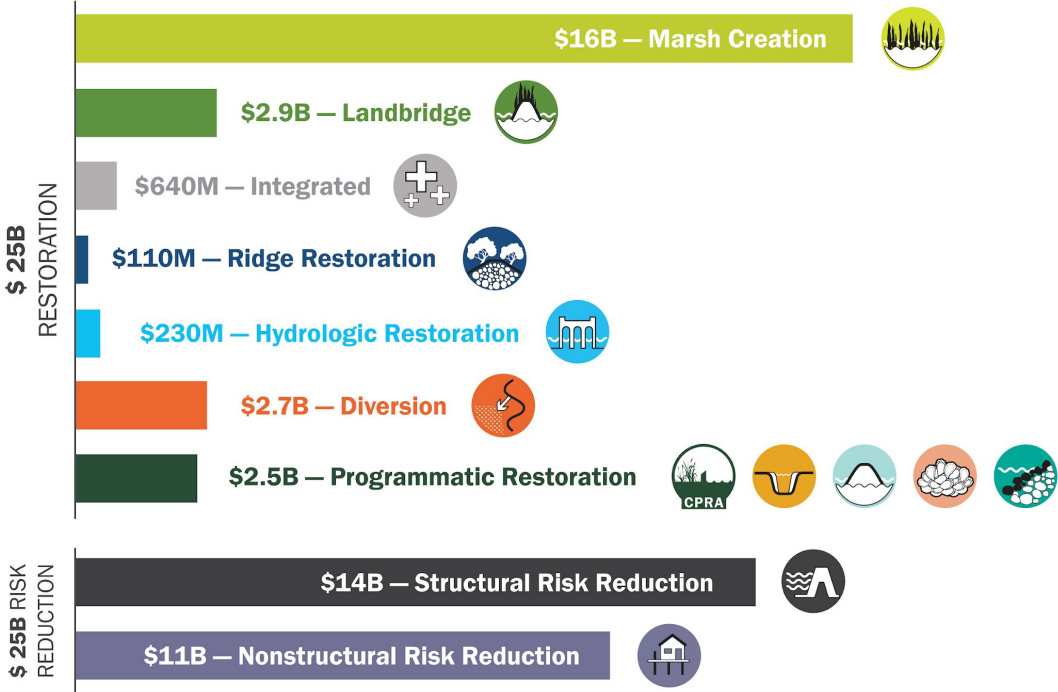 $16B — Marsh Creation
$2.9B — Landbridge
$640M — Integrated
$110M — Ridge Restoration
$230M — Hydrologic Restoration
$2.7B — Diversion
$2.5B — Programmatic Restoration
CPRA
$ 25B
RESTORATION
$14B — Structural Risk Reduction
$11B — Nonstructural Risk Reduction
$ 25B RISK
REDUCTION